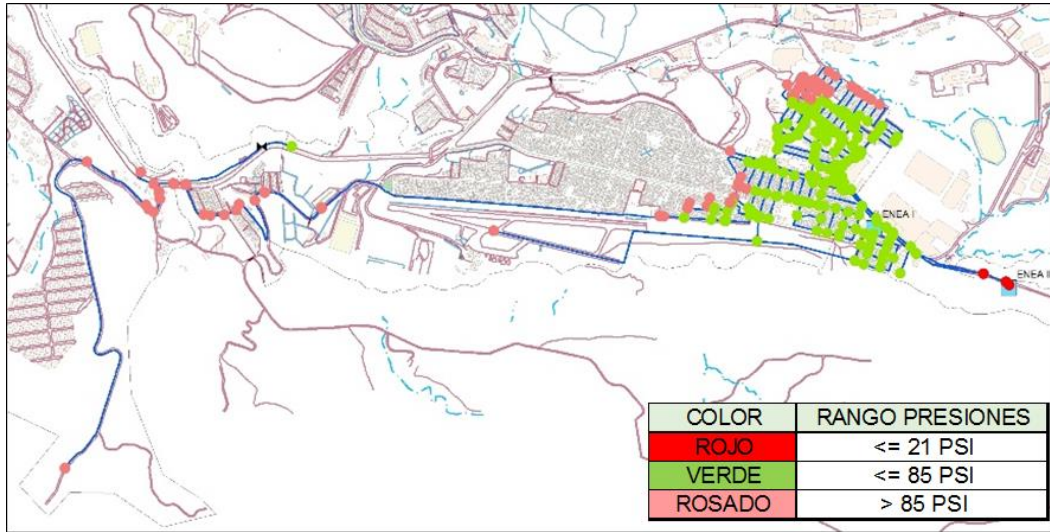 ENEA I
ENEA II
COLOR RANGO PRESIONES
ROJO <= 21 PSI
VERDE <= 85 PSI
ROSADO > 85 PSI